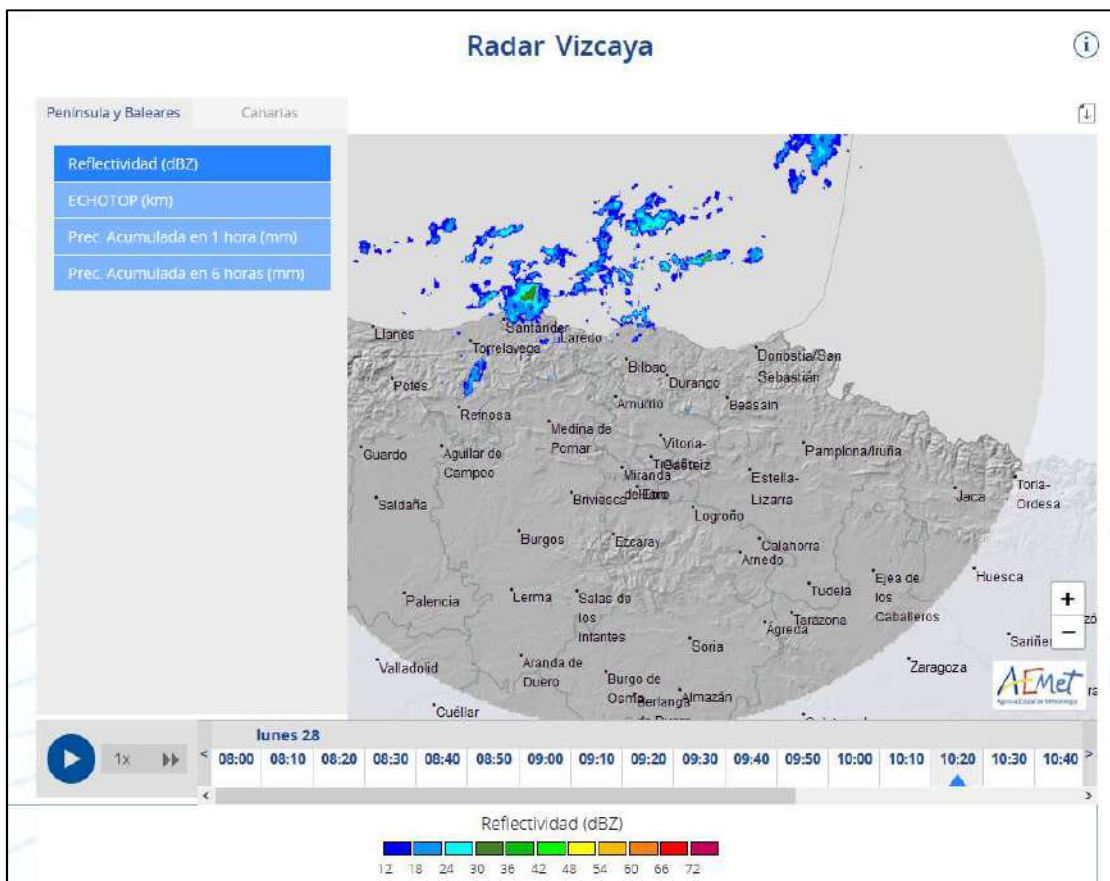 Radar Vizcaya
i
Península y Baleares
Canarias
Reflectividad (dBZ)
ECHOTOP (km)
Prec. Acumulada en 1 hora (mm)
Prec. Acumulada en 6 horas (mm)
Llanes
Santander
Laredo
Torrelavega
Potes
Bilbao
Durango
Donostia/San
Sebastián
Reinosa
Amurrio
Beasain
Guardo
Aguilar de
Campoo
Medina de
Pomar
Vitoria-
Gasteiz
Pamplona/Iruña
Saldaña
Briviesca
Miranda
Estella-
Lizarra
Jaca
Torla-
Ordesa
Logroño
Burgos
Ezcaray
Calahorra
Arnedo
Huesca
Palencia
Lerma
Salas de
los
Infantes
Tudela
Ejea de
los
Caballeros
Ágreda
Tarazona
Soria
Valladolid
Aranda de
Duero
Burgo de
Osma
Berlanga
Almazán
Zaragoza
Cuéllar
+
−
AEMet
Agencia Estatal de Meteorología
lunes 28
1x
< 08:00 08:10 08:20 08:30 08:40 08:50 09:00 09:10 09:20 09:30 09:40 09:50 10:00 10:10 10:20 10:30 10:40 >
Reflectividad (dBZ)
12 18 24 30 36 42 48 54 60 66 72